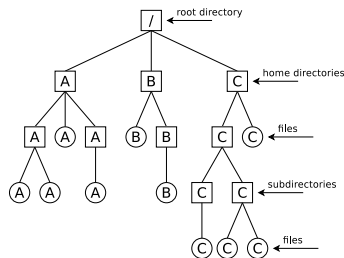 / root directory
A B C home directories
A A A B B C C files
A A A B C C subdirectories
C C C files